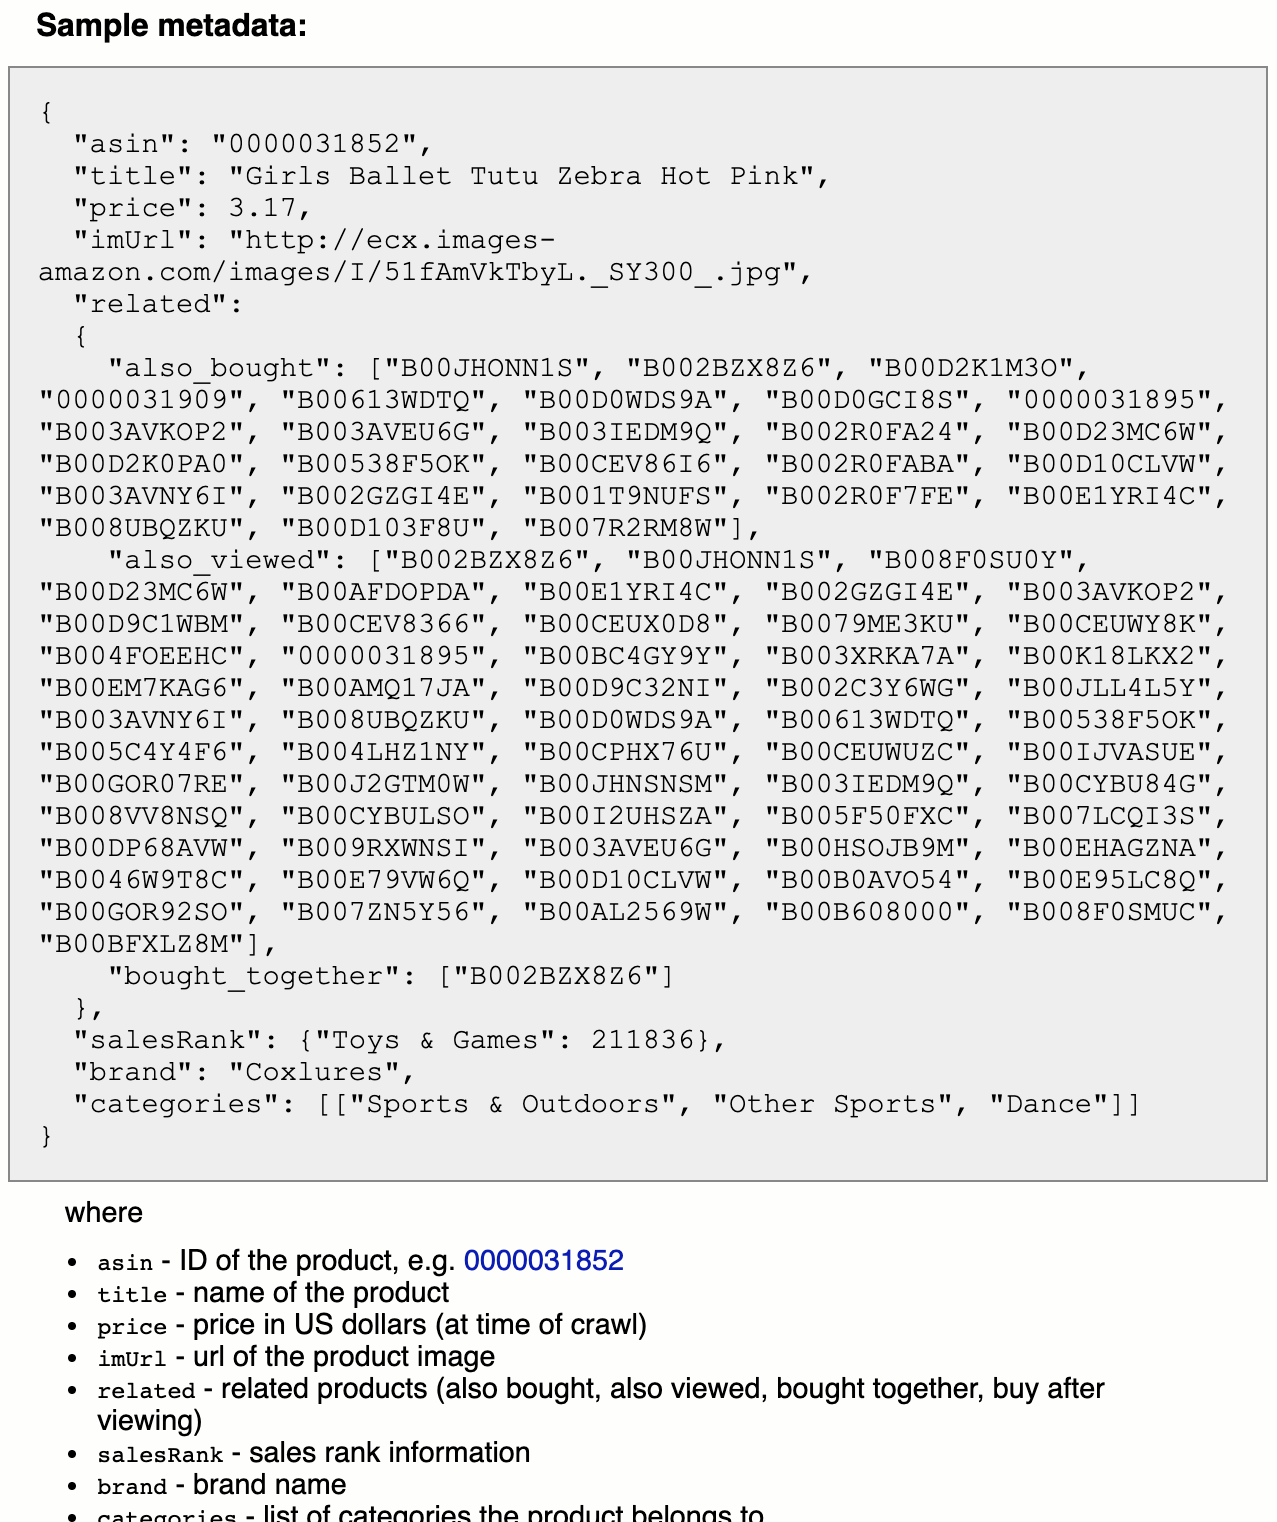 Sample metadata:
{
"asin": "0000031852",
"title": "Girls Ballet Tutu Zebra Hot Pink",
"price": 3.17,
"imUrl": "http://ecx.images-
amazon.com/images/I/51fAmVkTbyL._SY300_.jpg",
"related":
{
"also_bought": ["B00JHONN1S", "B002BZX8Z6", "B00D2K1M3O",
"0000031909", "B00613WDTQ", "B00D0WDS9A", "B00D0GCI8S", "0000031895",
"B003AVKOP2", "B003AVEU6G", "B003IEDM9Q", "B002R0FA24", "B00D23MC6W",
"B00D2K0PA0", "B00538F5OK", "B00CEV86I6", "B002R0FABA", "B00D10CLVW",
"B003AVNY6I", "B002GZGI4E", "B001T9NUFS", "B002R0F7FE", "B00E1YRI4C",
"B008UBQZKU", "B00D103F8U", "B007R2RM8W"],
"also_viewed": ["B002BZX8Z6", "B00JHONN1S", "B008F0SU0Y",
"B00D23MC6W", "B00AFDOPDA", "B00E1YRI4C", "B002GZGI4E", "B003AVKOP2",
"B00D9C1WBM", "B00CEV8366", "B00CEUX0D8", "B0079ME3KU", "B00CEUWY8K",
"B004FOEEHC", "0000031895", "B00BC4GY9Y", "B003XRKA7A", "B00K18LKX2",
"B00EM7KAG6", "B00AMQ17JA", "B00D9C32NI", "B002C3Y6WG", "B00JLL4L5Y",
"B003AVNY6I", "B008UBQZKU", "B00D0WDS9A", "B00613WDTQ", "B00538F5OK",
"B005C4Y4F6", "B004LHZ1NY", "B00CPHX76U", "B00CEUWUZC", "B00IJVASUE",
"B00GOR07RE", "B00J2GTM0W", "B00JHNSNSM", "B003IEDM9Q", "B00CYBU84G",
"B008VV8NSQ", "B00CYBULSO", "B00I2UHSZA", "B005F50FXC", "B007LCQI3S",
"B00DP68AVW", "B009RXWNSI", "B003AVEU6G", "B00HSOJB9M", "B00EHAGZNA",
"B0046W9T8C", "B00E79VW6Q", "B00D10CLVW", "B00B0AVO54", "B00E95LC8Q",
"B00GOR92SO", "B007ZN5Y56", "B00AL2569W", "B00B608000", "B008F0SMUC",
"B00BFXLZ8M"],
"bought_together": ["B002BZX8Z6"]
},
"salesRank": {"Toys & Games": 211836},
"brand": "Coxlures",
"categories": [["Sports & Outdoors", "Other Sports", "Dance"]]
}
where
• asin - ID of the product, e.g. 0000031852
• title - name of the product
• price - price in US dollars (at time of crawl)
• imUrl - url of the product image
• related - related products (also bought, also viewed, bought together, buy after
viewing)
• salesRank - sales rank information
• brand - brand name
• categories - list of categories the product belongs to